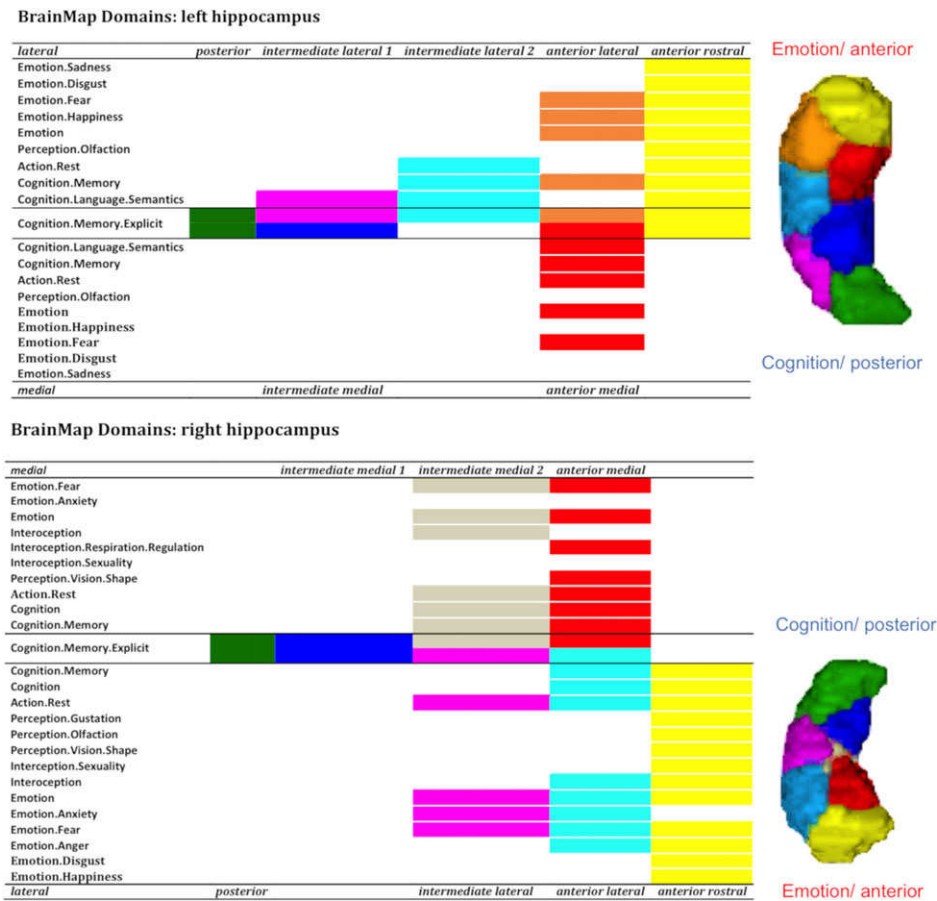 BrainMap Domains: left hippocampus
lateral posterior intermediate lateral 1 intermediate lateral 2 anterior lateral anterior rostral
Emotion/ anterior
Emotion.Sadness
Emotion.Disgust
Emotion.Fear
Emotion.Happiness
Emotion
Perception.Olfaction
Action.Rest
Cognition.Memory
Cognition.Language.Semantics
Cognition.Memory.Explicit
Cognition.Language.Semantics
Cognition.Memory
Action.Rest
Perception.Olfaction
Emotion
Emotion.Happiness
Emotion.Fear
Emotion.Disgust
Emotion.Sadness
Cognition/ posterior
medial intermediate medial anterior medial
BrainMap Domains: right hippocampus
medial intermediate medial 1 intermediate medial 2 anterior medial
Emotion.Fear
Emotion.Anxiety
Emotion
Interoception
Interoception.Respiration.Regulation
Interoception.Sexuality
Perception.Vision.Shape
Action.Rest
Cognition
Cognition.Memory
Cognition/ posterior
Cognition.Memory.Explicit
Cognition.Memory
Cognition
Action.Rest
Perception.Gustation
Perception.Olfaction
Perception.Vision.Shape
Interception.Sexuality
Interoception
Emotion
Emotion.Anxiety
Emotion.Fear
Emotion.Anger
Emotion.Disgust
Emotion.Happiness
lateral posterior intermediate lateral anterior lateral anterior rostral
Emotion/ anterior